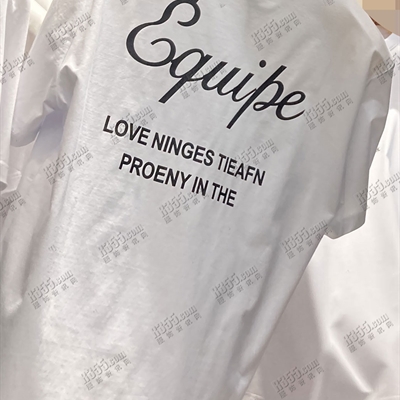 Equipe
LOVE NINGES TIEAFN
PROENY IN THE